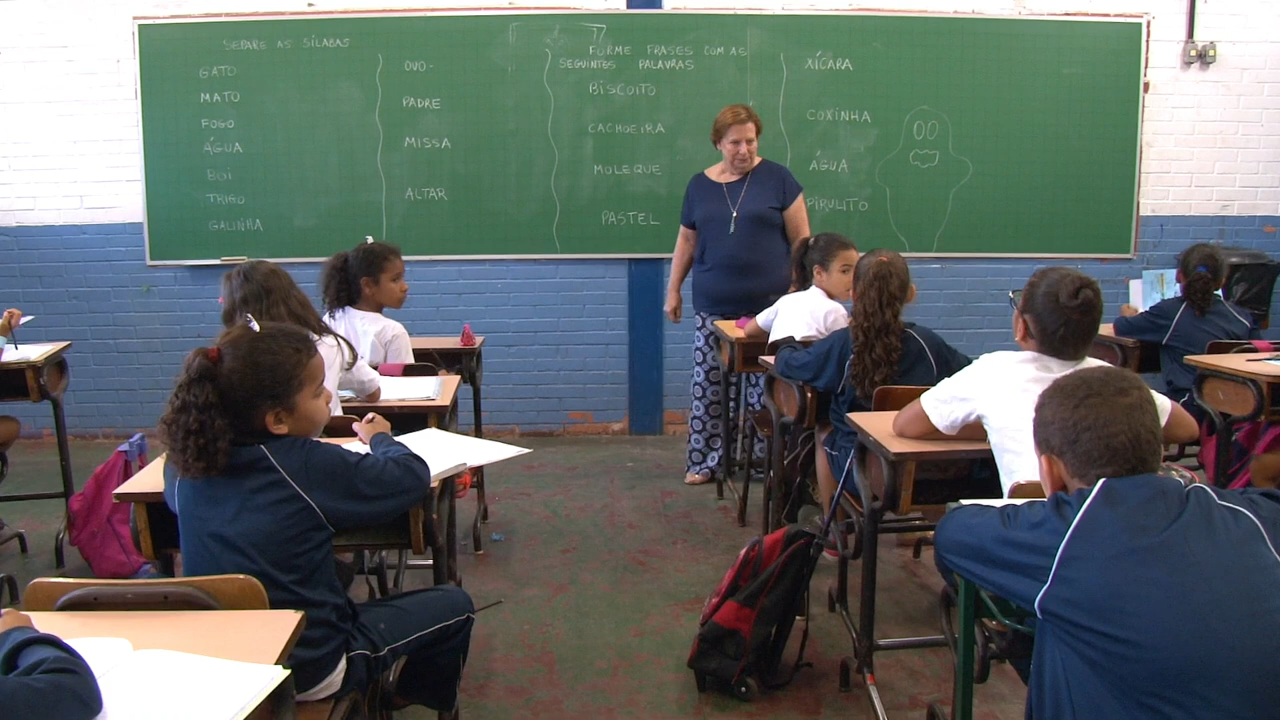 SEPARE AS SÍLABAS
GATO
MATO
FOGO
ÁGUA
BOI
TRIGO
GALINHA
OVO -
PADRE
MISSA
ALTAR
FORME FRASES COM AS
SEGUINTES PALAVRAS
BISCOITO
CACHOEIRA
MOLEQUE
PASTEL
XÍCARA
COXINHA
ÁGUA
PIRULITO